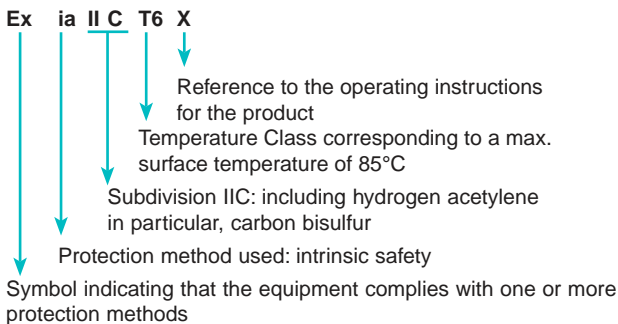 Ex ia II C T6 X
Reference to the operating instructions
for the product
Temperature Class corresponding to a max.
surface temperature of 85°C
Subdivision IIC: including hydrogen acetylene
in particular, carbon bisulfur
Protection method used: intrinsic safety
Symbol indicating that the equipment complies with one or more
protection methods